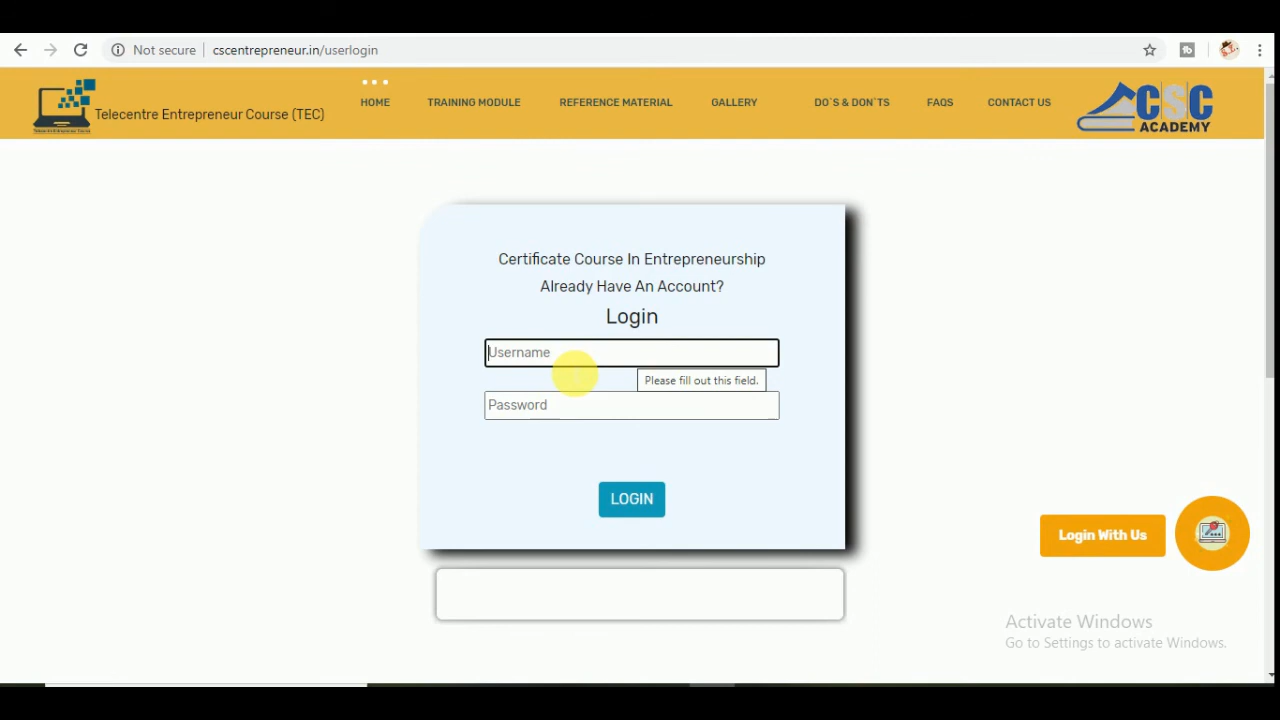 Not secure
cscentrepreneur.in/userlogin
Telecentre Entrepreneur Course (TEC)
HOME
TRAINING MODULE
REFERENCE MATERIAL
GALLERY
DO`S & DON`TS
FAQS
CONTACT US
CSC
ACADEMY
Certificate Course In Entrepreneurship
Already Have An Account?
Login
Username
Please fill out this field.
Password
LOGIN
Login With Us
Activate Windows
Go to Settings to activate Windows.